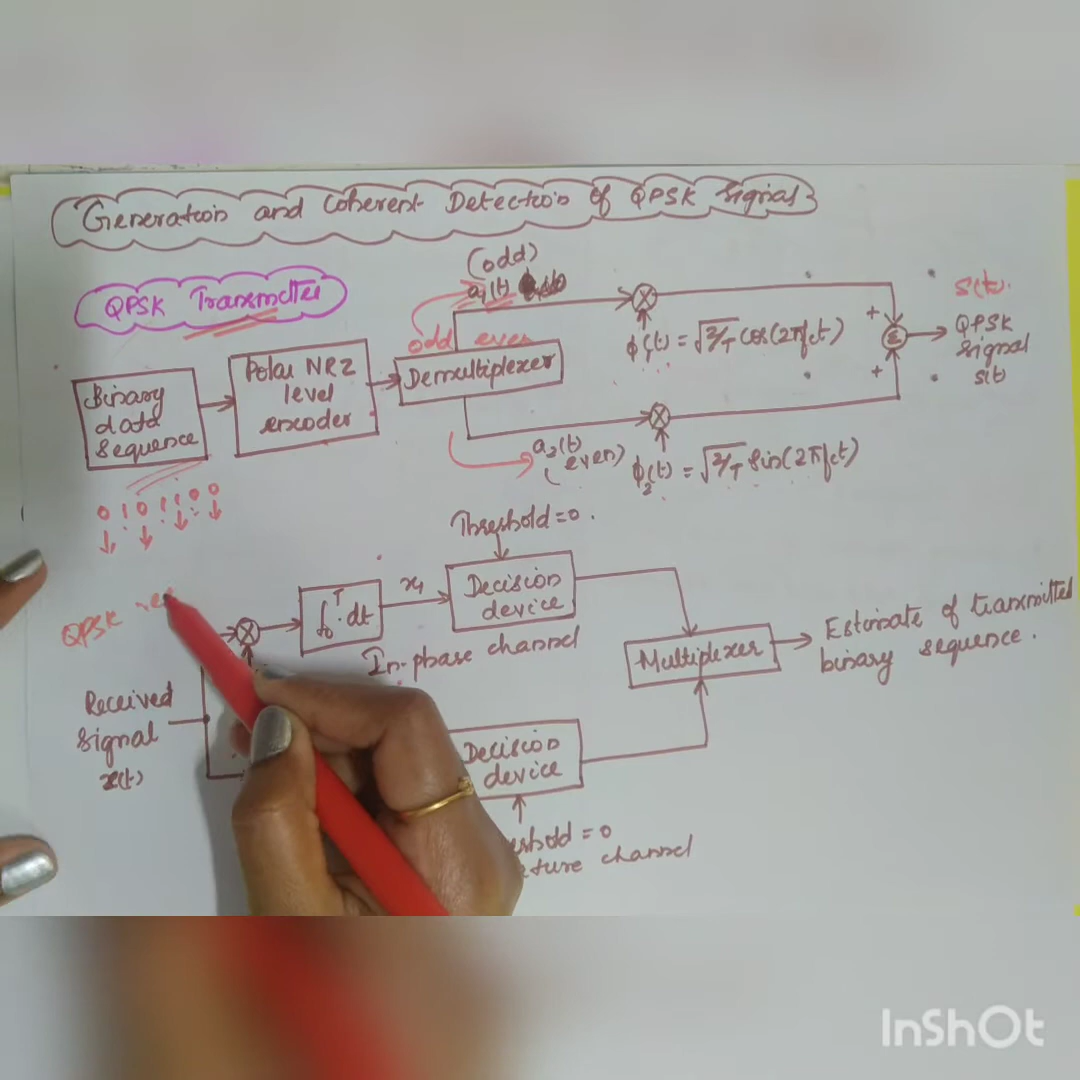 Generation and Coherent Detection of QPSK Signal
QPSK Transmitter
(odd)
a₁(t)
odd even
Binary
data
sequence
Polar NRZ
level
encoder
Demultiplexer
ϕ₁(t) = √2/T cos(2πfct)
+
+
Σ
s(t).
QPSK
signal
s(t)
a₂(t)
(even)
ϕ₂(t) = √2/T sin(2πfct)
0 1 0 1 1 0 0
Threshold = 0.
QPSK
∫₀ᵀ · dt
x₁
Decision
device
In-phase channel
Multiplexer
Estimate of transmitted
binary sequence.
Received
signal
x(t)
Decision
device
= 0
channel
InShOt